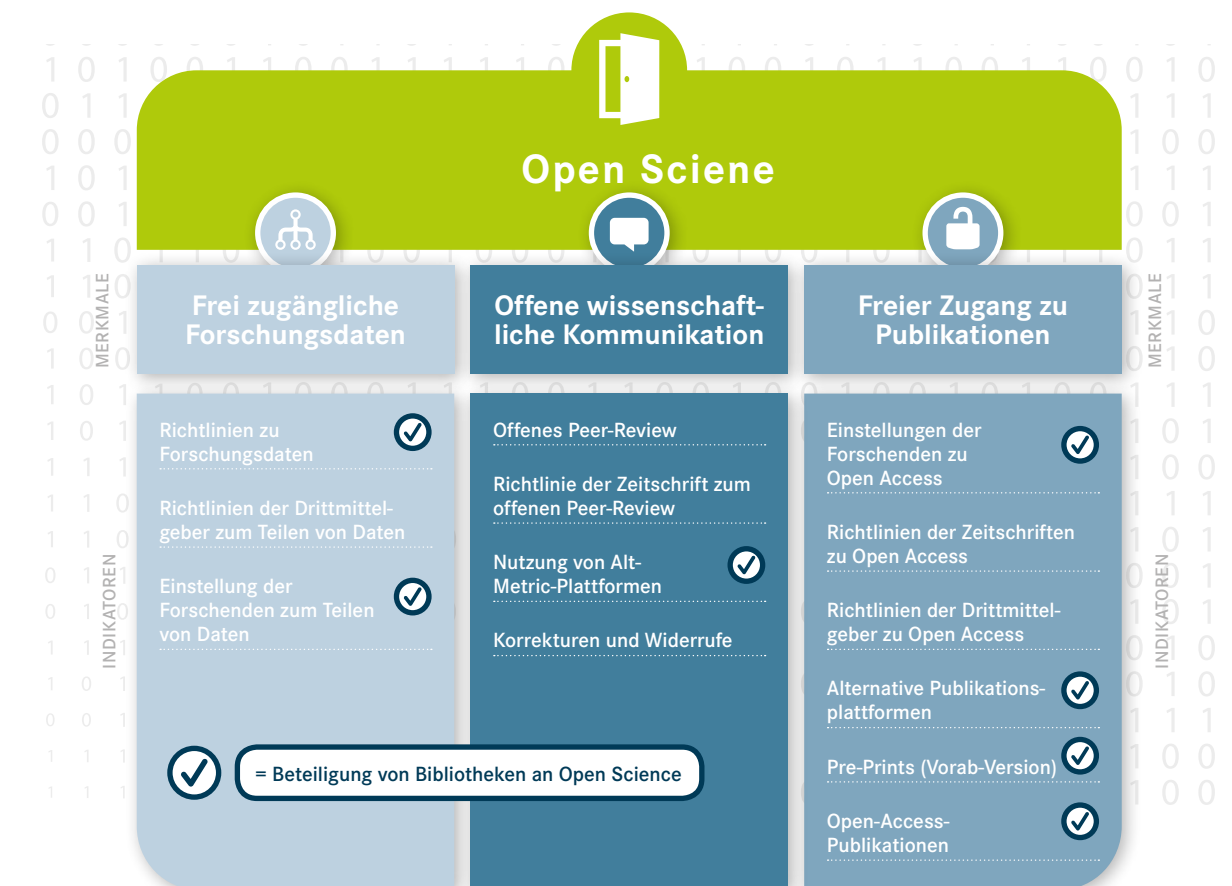 Open Sciene
MERKMALE
Frei zugängliche
Forschungsdaten
Offene wissenschaft-
liche Kommunikation
Freier Zugang zu
Publikationen
MERKMALE
INDIKATOREN
Richtlinien zu
Forschungsdaten
Richtlinien der Drittmittel-
geber zum Teilen von Daten
Einstellung der
Forschenden zum Teilen
von Daten
Offenes Peer-Review
Richtlinie der Zeitschrift zum
offenen Peer-Review
Nutzung von Alt-
Metric-Plattformen
Korrekturen und Widerrufe
Einstellungen der
Forschenden zu
Open Access
Richtlinien der Zeitschriften
zu Open Access
Richtlinien der Drittmittel-
geber zu Open Access
Alternative Publikations-
plattformen
Pre-Prints (Vorab-Version)
Open-Access-
Publikationen
INDIKATOREN
= Beteiligung von Bibliotheken an Open Science